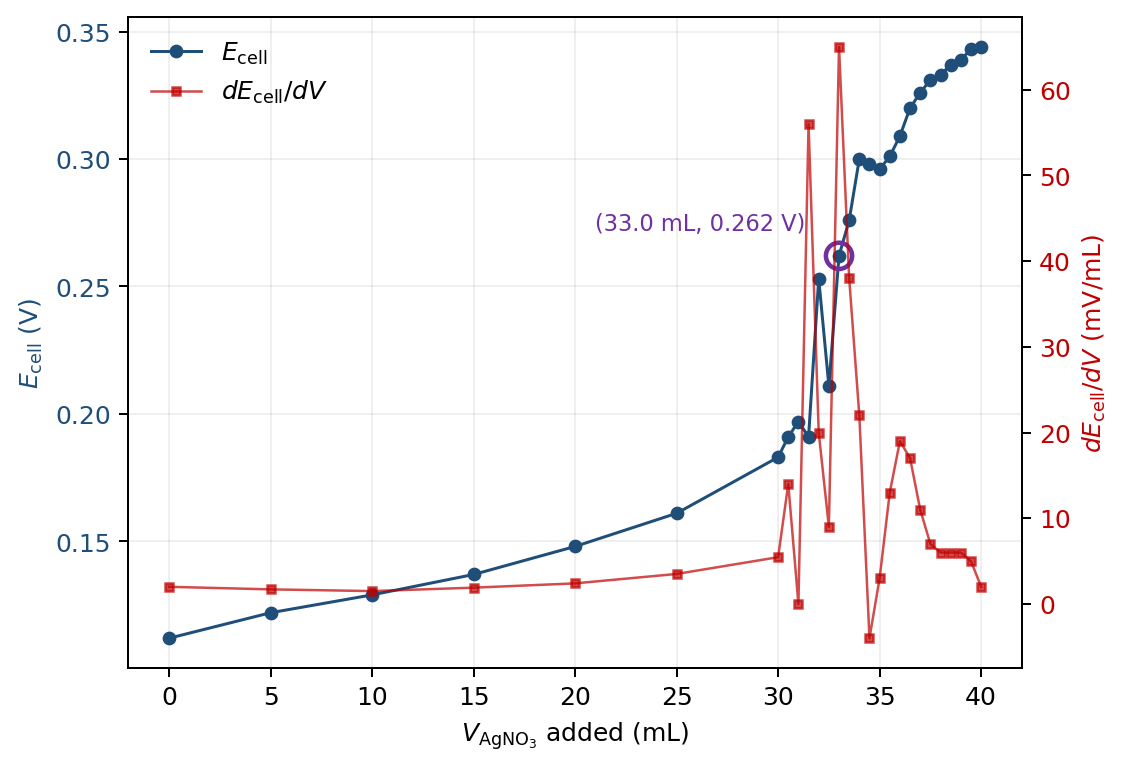 E_cell
dE_cell/dV
(33.0 mL, 0.262 V)
0.35
0.30
0.25
0.20
0.15
E_cell (V)
60
50
40
30
20
10
0
dE_cell/dV (mV/mL)
0 5 10 15 20 25 30 35 40
V_AgNO₃ added (mL)